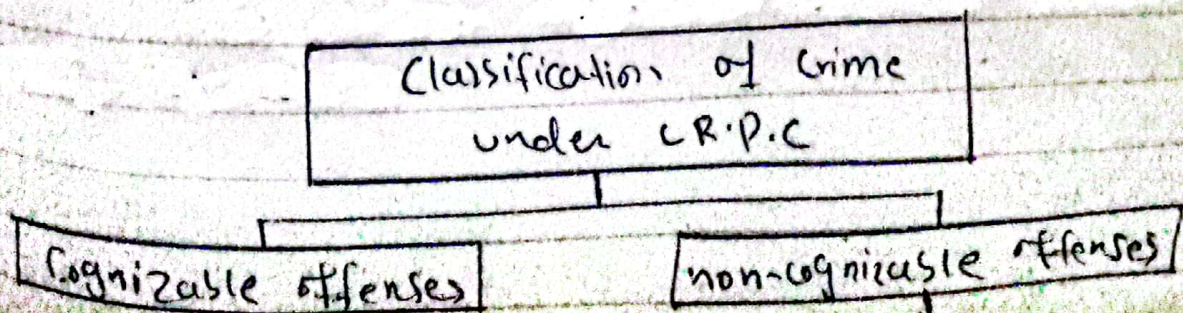 Classification of Crime
under CR.P.C
Cognizable offenses
non-cognizable offenses